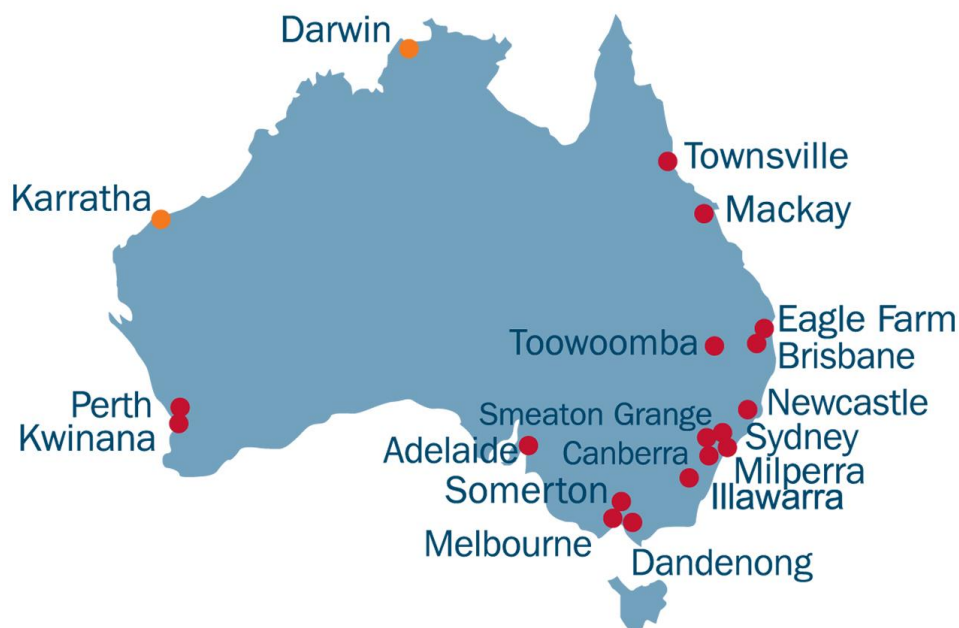 Darwin
Townsville
Karratha
Mackay
Eagle Farm
Toowoomba
Brisbane
Perth
Newcastle
Smeaton Grange
Kwinana
Sydney
Adelaide
Canberra
Milperra
Somerton
Illawarra
Melbourne
Dandenong